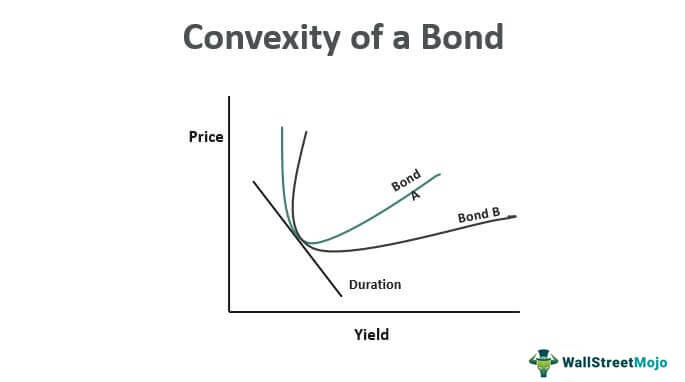 Convexity of a Bond
Price
Bond
A
Bond B
Duration
Yield
WallStreetMojo